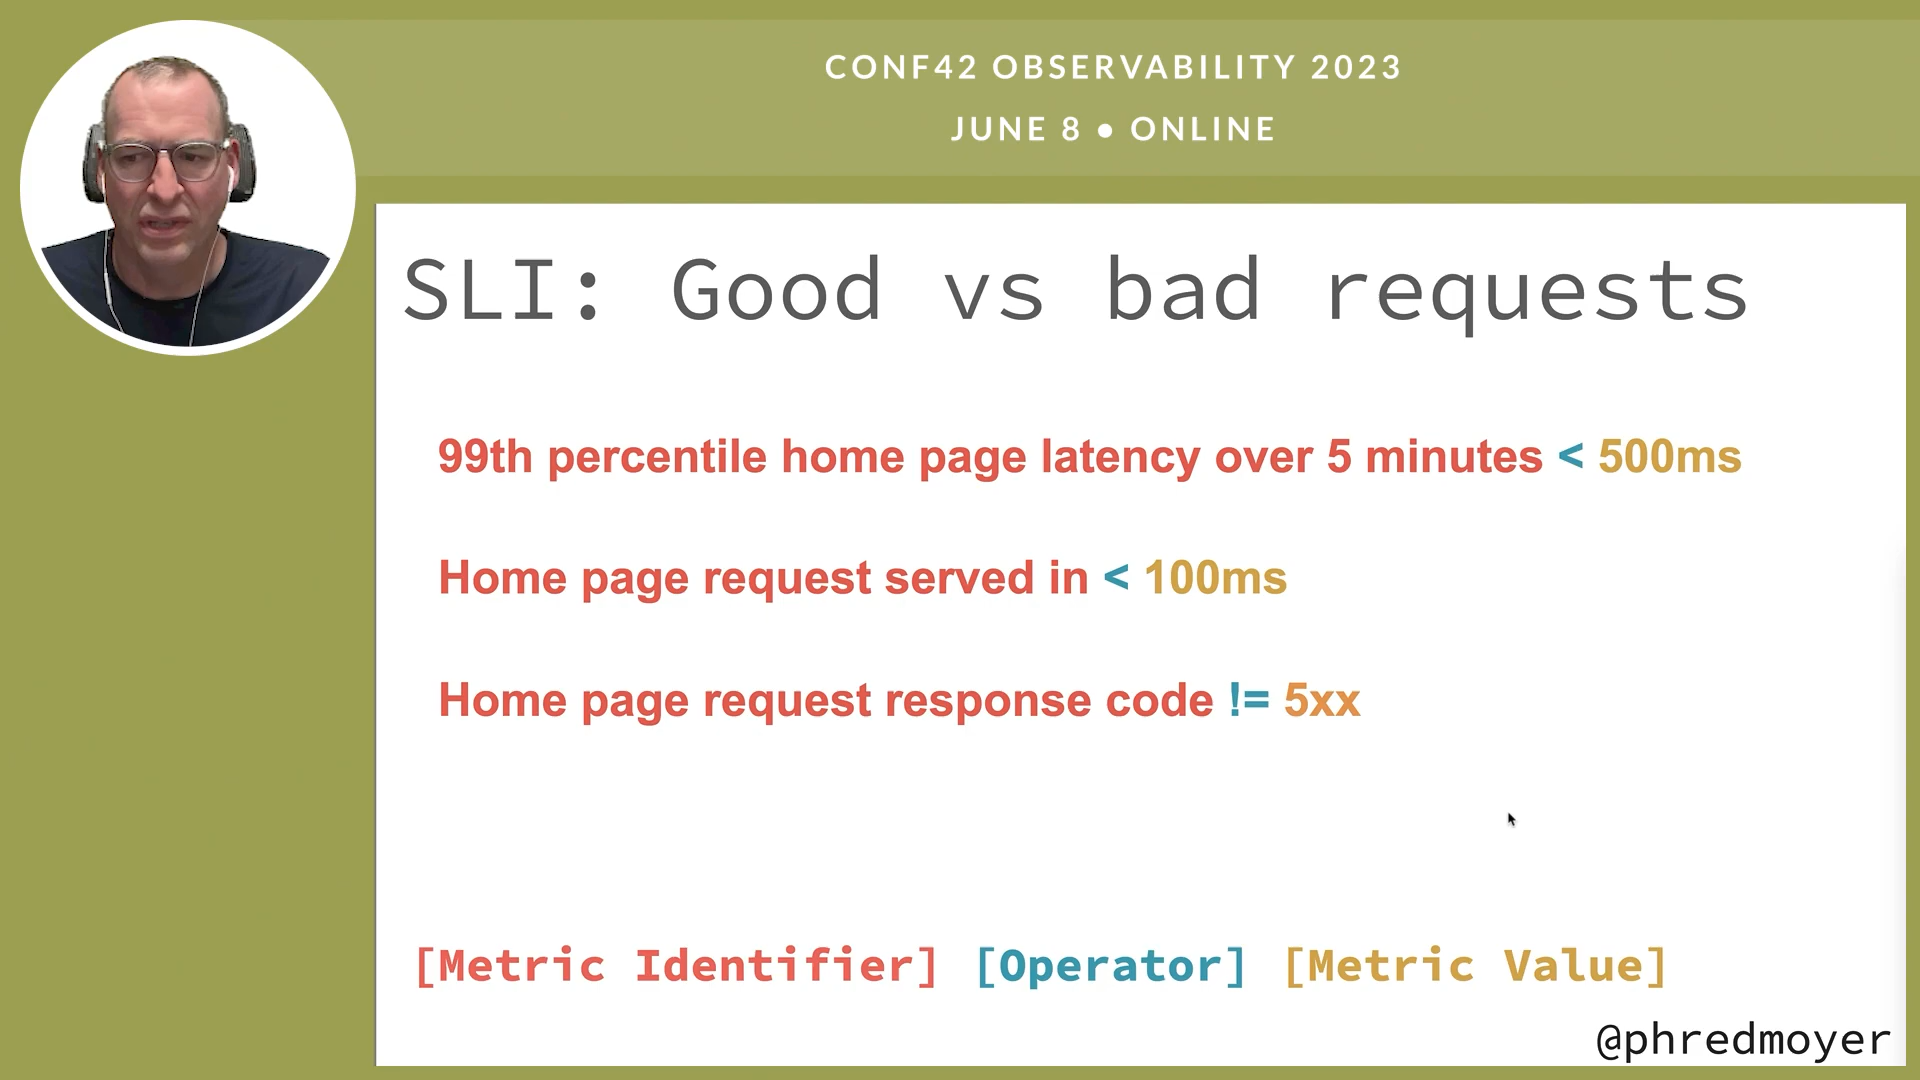 CONF42 OBSERVABILITY 2023
JUNE 8 ● ONLINE
SLI: Good vs bad requests
99th percentile home page latency over 5 minutes < 500ms
Home page request served in < 100ms
Home page request response code != 5xx
[Metric Identifier] [Operator] [Metric Value]
@phredmoyer